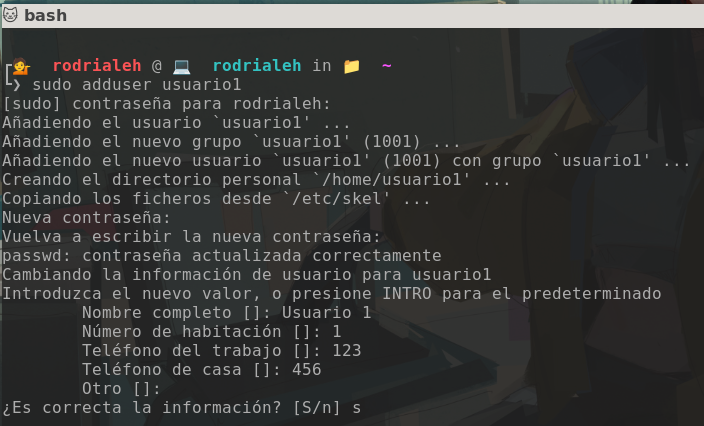 bash
rodrialeh @ rodrialeh in ~
❯ sudo adduser usuario1
[sudo] contraseña para rodrialeh:
Añadiendo el usuario `usuario1' ...
Añadiendo el nuevo grupo `usuario1' (1001) ...
Añadiendo el nuevo usuario `usuario1' (1001) con grupo `usuario1' ...
Creando el directorio personal `/home/usuario1' ...
Copiando los ficheros desde `/etc/skel' ...
Nueva contraseña:
Vuelva a escribir la nueva contraseña:
passwd: contraseña actualizada correctamente
Cambiando la información de usuario para usuario1
Introduzca el nuevo valor, o presione INTRO para el predeterminado
Nombre completo []: Usuario 1
Número de habitación []: 1
Teléfono del trabajo []: 123
Teléfono de casa []: 456
Otro []:
¿Es correcta la información? [S/n] s